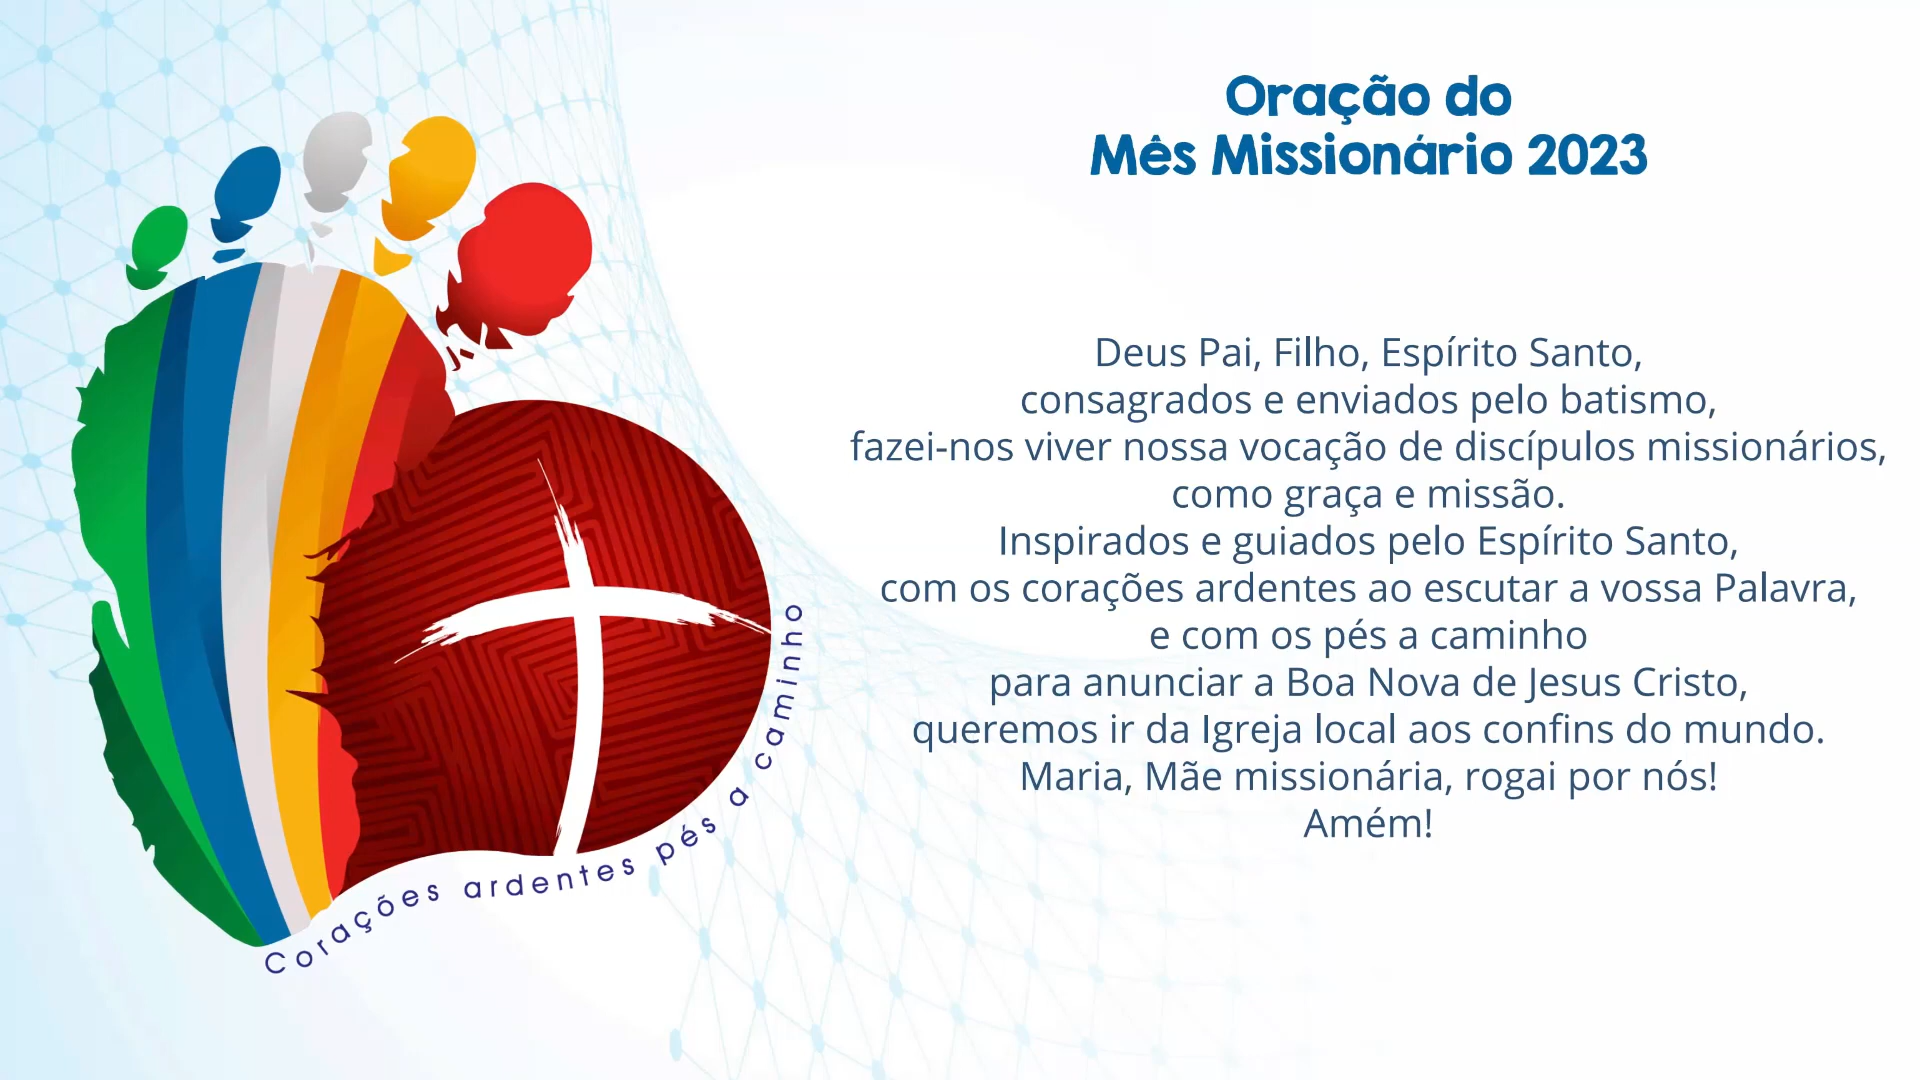 Oração do
Mês Missionário 2023
Deus Pai, Filho, Espírito Santo,
consagrados e enviados pelo batismo,
fazei-nos viver nossa vocação de discípulos missionários,
como graça e missão.
Inspirados e guiados pelo Espírito Santo,
com os corações ardentes ao escutar a vossa Palavra,
e com os pés a caminho
para anunciar a Boa Nova de Jesus Cristo,
queremos ir da Igreja local aos confins do mundo.
Maria, Mãe missionária, rogai por nós!
Amém!
Corações ardentes pés a caminho